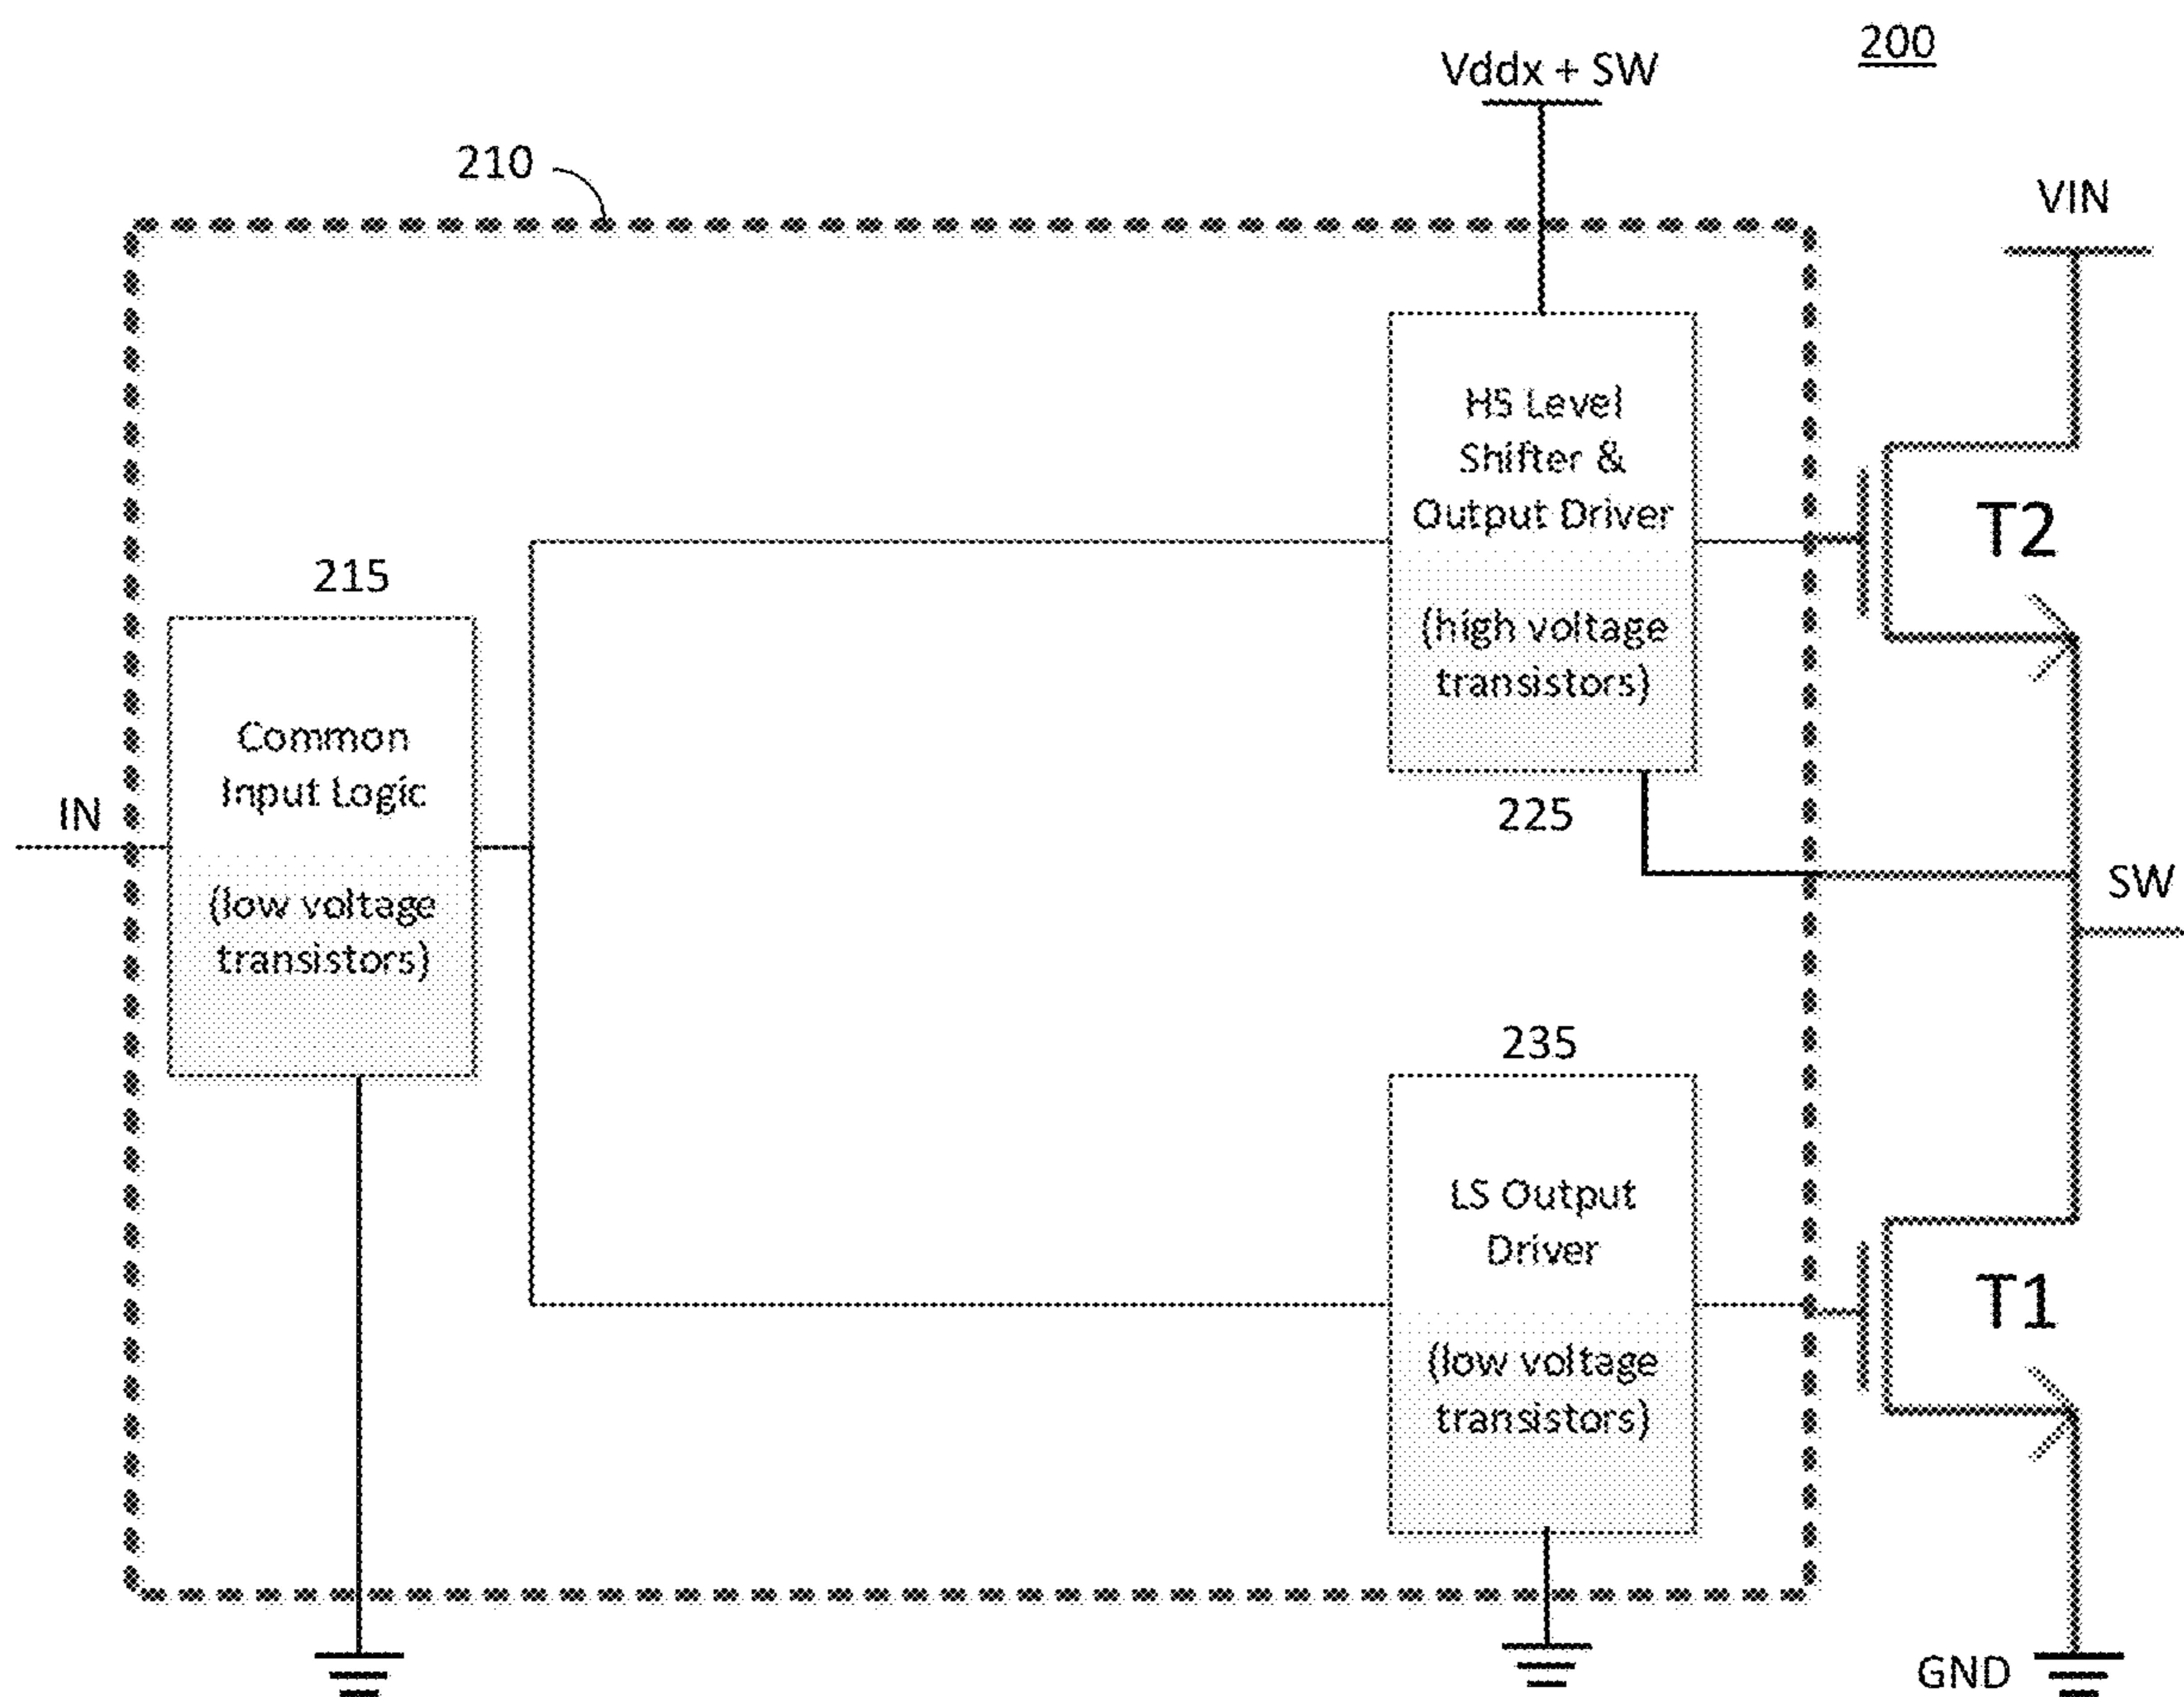 200
Vddx + SW
210
VIN
HS Level
Shifter &
Output Driver
(high voltage
transistors)
T2
215
Common
Input Logic
(low voltage
transistors)
IN
225
SW
235
LS Output
Driver
(low voltage
transistors)
T1
GND